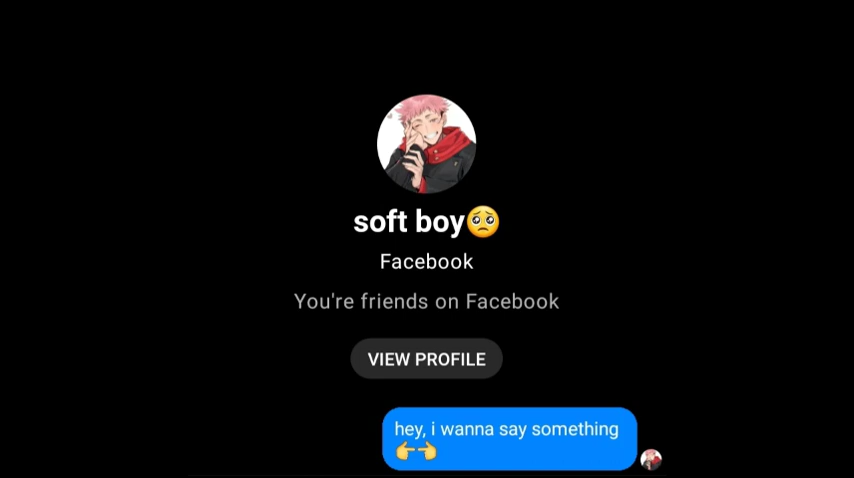 soft boy🥺
Facebook
You're friends on Facebook
VIEW PROFILE
hey, i wanna say something
👉👈